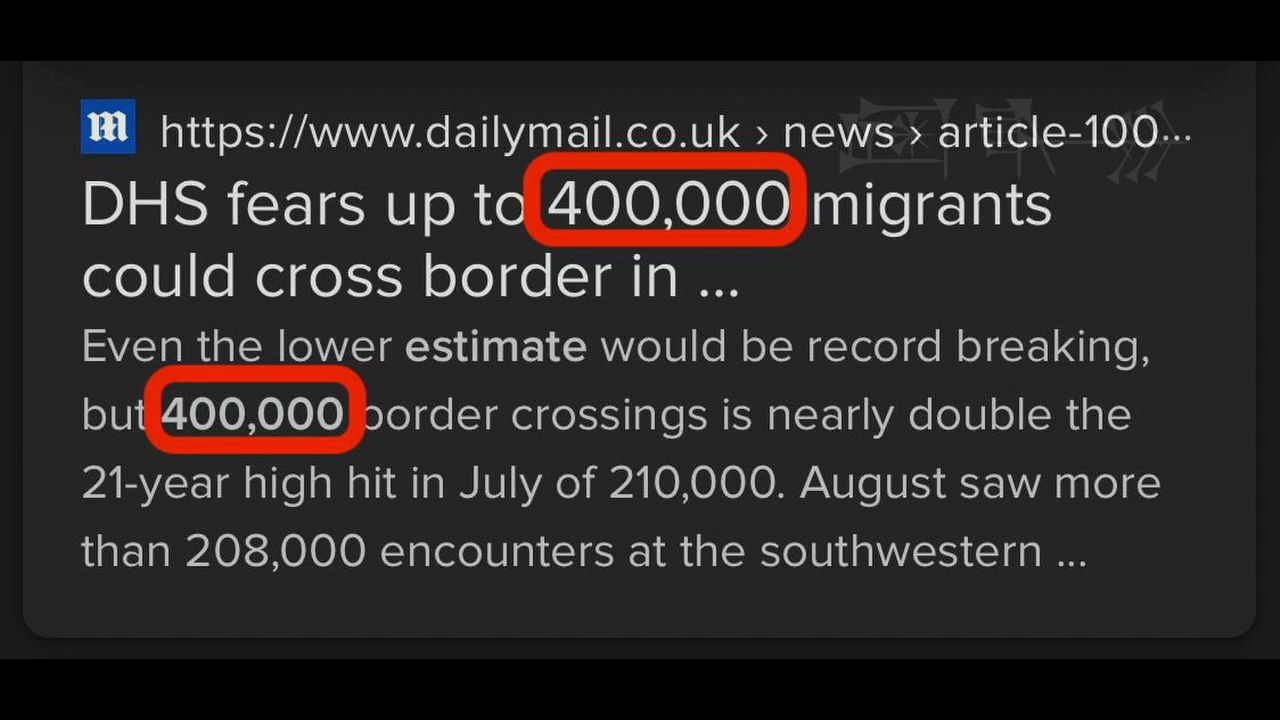 https://www.dailymail.co.uk › news › article-100...
DHS fears up to 400,000 migrants
could cross border in ...
Even the lower estimate would be record breaking,
but 400,000 border crossings is nearly double the
21-year high hit in July of 210,000. August saw more
than 208,000 encounters at the southwestern ...